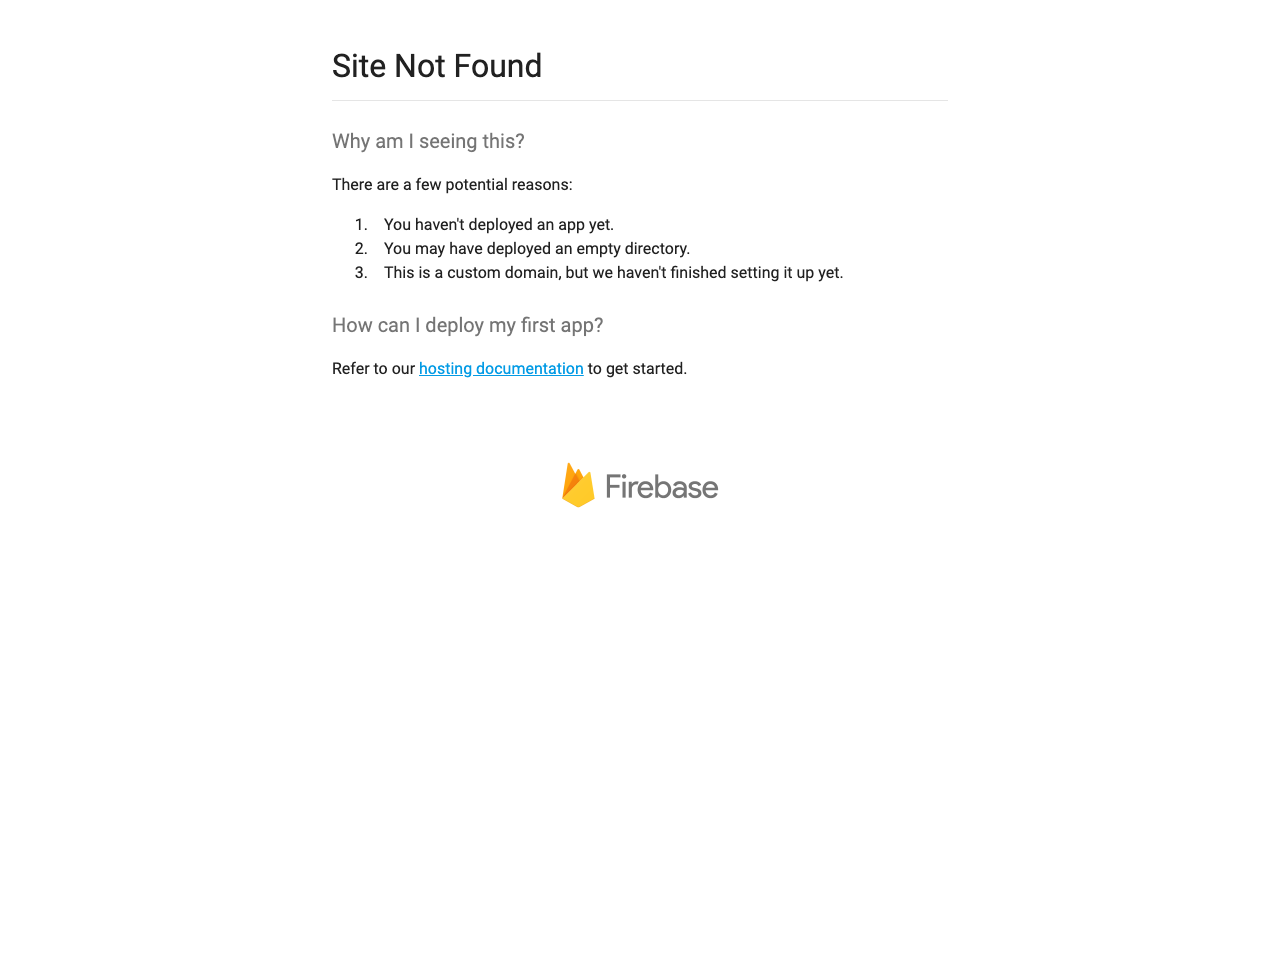 Site Not Found
Why am I seeing this?
There are a few potential reasons:
1. You haven't deployed an app yet.
2. You may have deployed an empty directory.
3. This is a custom domain, but we haven't finished setting it up yet.
How can I deploy my first app?
Refer to our hosting documentation to get started.
Firebase